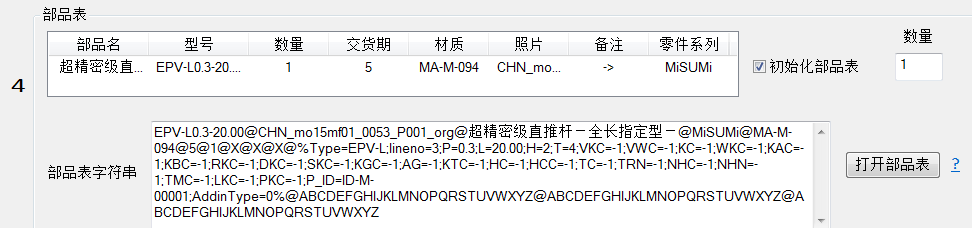 部品表
数量
部品名 型号 数量 交货期 材质 照片 备注 零件系列
超精密级直... EPV-L0.3-20.... 1 5 MA-M-094 CHN_mo... -> MiSUMi
初始化部品表
1
4
EPV-L0.3-20.00@CHN_mo15mf01_0053_P001_org@超精密级直推杆－全长指定型－@MiSUMi@MA-M-
094@5@1@X@X@X@%Type=EPV-L;lineno=3;P=0.3;L=20.00;H=2;T=4;VKC=-1;VWC=-1;KC=-1;WKC=-1;KAC=
-1;KBC=-1;RKC=-1;DKC=-1;SKC=-1;KGC=-1;AG=-1;KTC=-1;HC=-1;HCC=-1;TC=-1;TRN=-1;NHC=-1;NHN=-
1;TMC=-1;LKC=-1;PKC=-1;P_ID=ID-M-
00001;AddinType=0%@ABCDEFGHIJKLMNOPQRSTUVWXYZ@ABCDEFGHIJKLMNOPQRSTUVWXYZ@A
BCDEFGHIJKLMNOPQRSTUVWXYZ
部品表字符串
打开部品表 ?